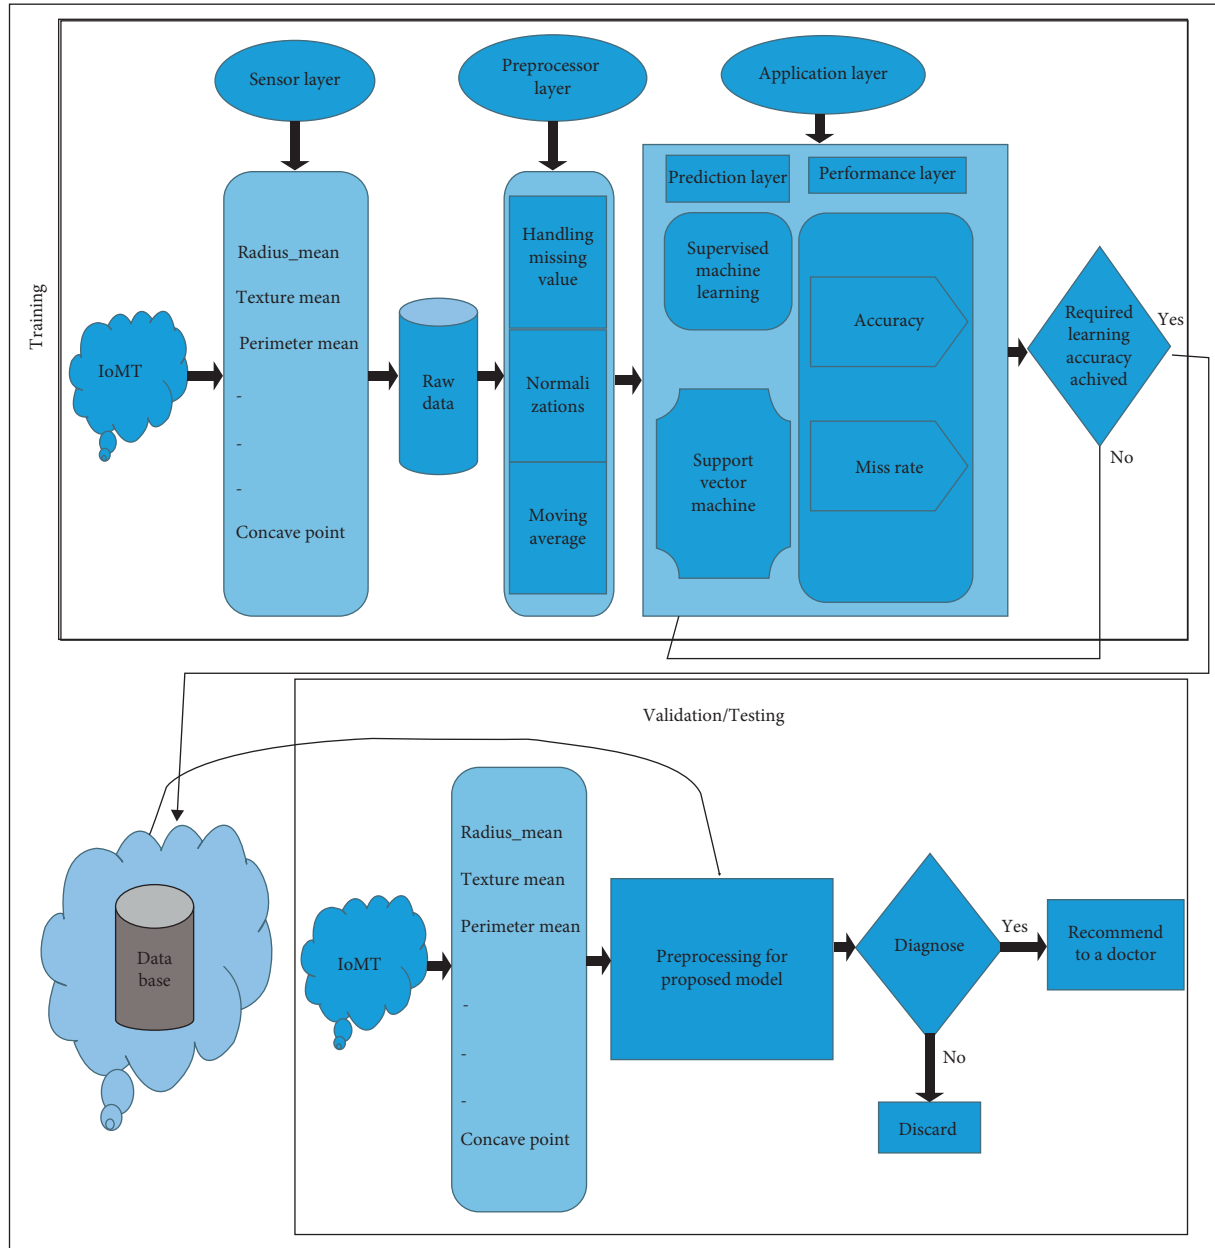 Training
Sensor layer
Preprocessor
layer
Application layer
IoMT
Radius_mean
Texture mean
Perimeter mean
-
-
-
Concave point
Raw
data
Handling
missing
value
Normali
zations
Moving
average
Prediction layer
Performance layer
Supervised
machine
learning
Support
vector
machine
Accuracy
Miss rate
Required
learning
accuracy
achived
Yes
No
Validation/Testing
Data
base
IoMT
Radius_mean
Texture mean
Perimeter mean
-
-
-
Concave point
Preprocessing for
proposed model
Diagnose
Yes
Recommend
to a doctor
No
Discard